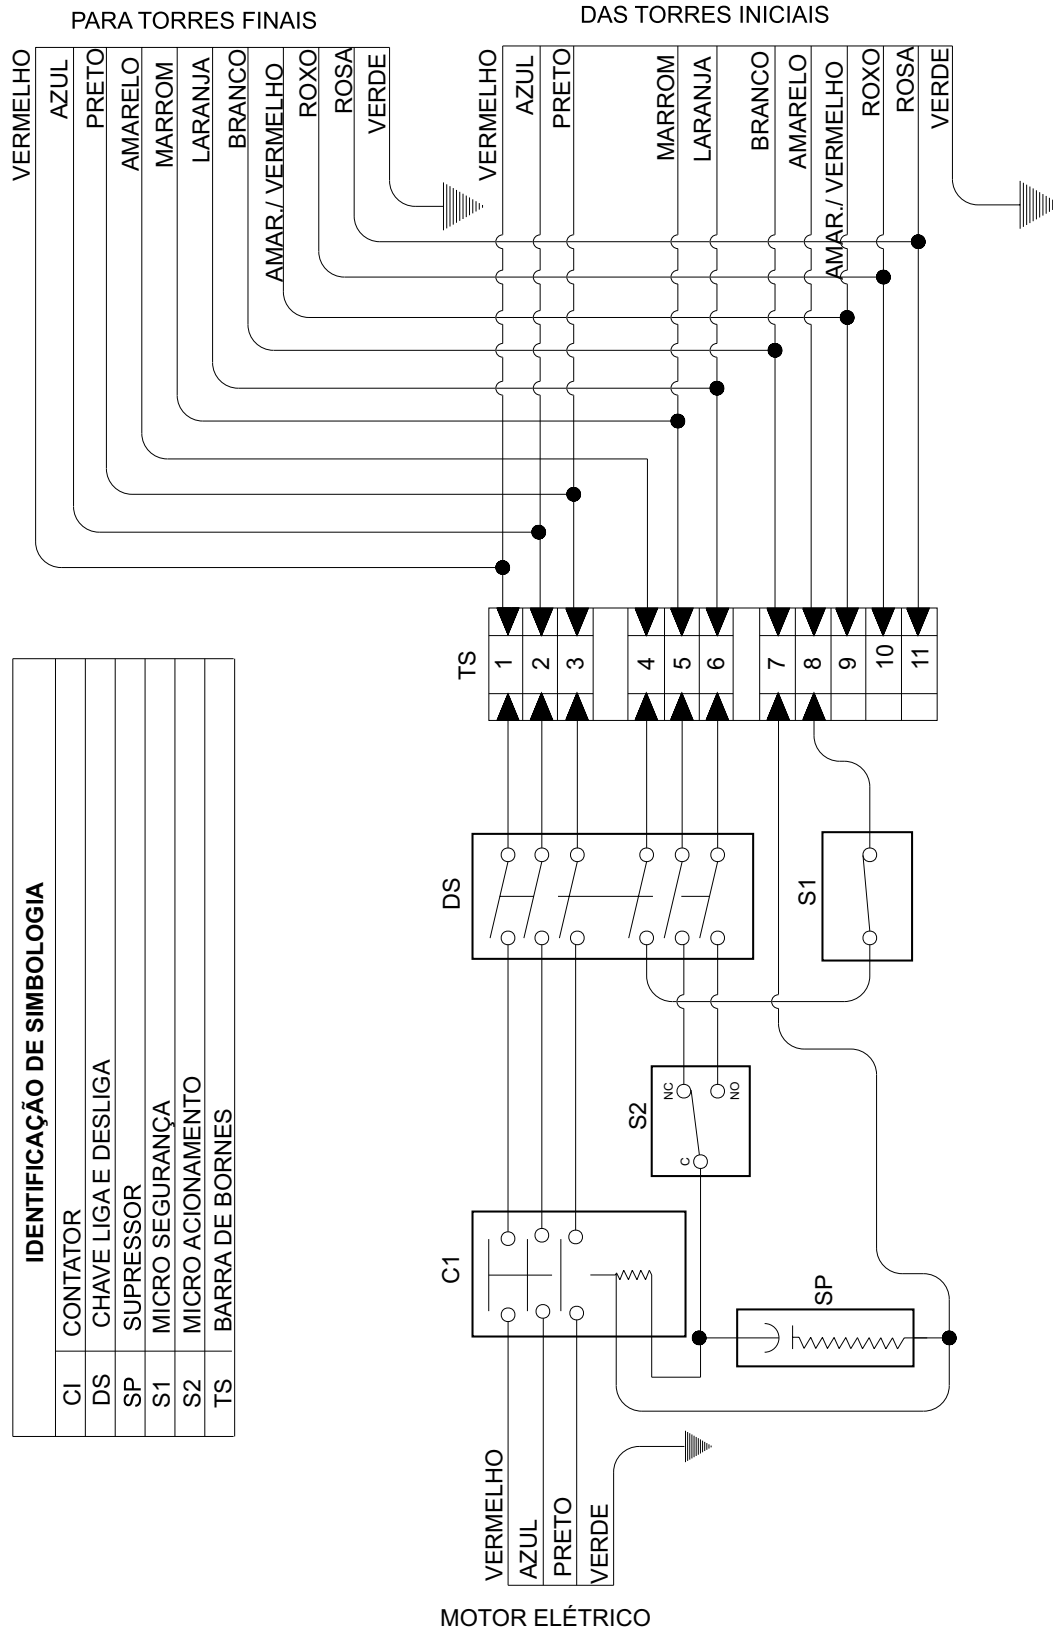 PARA TORRES FINAIS
DAS TORRES INICIAIS
VERMELHO
AZUL
PRETO
AMARELO
MARROM
LARANJA
BRANCO
AMAR./ VERMELHO
ROXO
ROSA
VERDE
VERMELHO
AZUL
PRETO
MARROM
LARANJA
BRANCO
AMARELO
AMAR./ VERMELHO
ROXO
ROSA
VERDE
TS
1
2
3
4
5
6
7
8
9
10
11
DS
S1
S2
NC
NO
C
C1
SP
IDENTIFICAÇÃO DE SIMBOLOGIA
CI CONTATOR
DS CHAVE LIGA E DESLIGA
SP SUPRESSOR
S1 MICRO SEGURANÇA
S2 MICRO ACIONAMENTO
TS BARRA DE BORNES
VERMELHO
AZUL
PRETO
VERDE
MOTOR ELÉTRICO